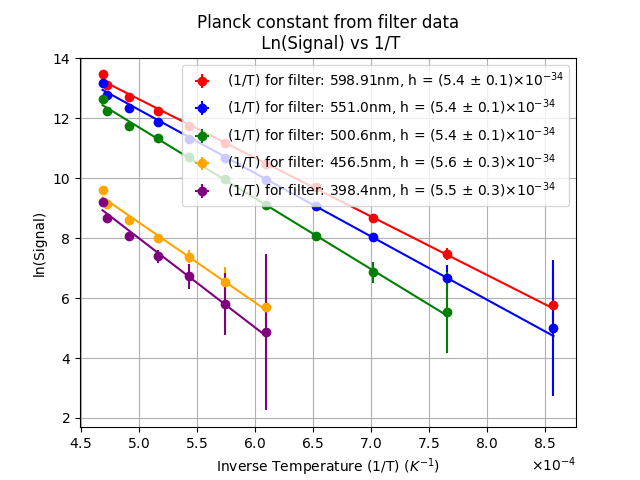 Planck constant from filter data
Ln(Signal) vs 1/T
14
12
10
8
6
4
2
ln(Signal)
(1/T) for filter: 598.91nm, h = (5.4 ± 0.1)×10⁻³⁴
(1/T) for filter: 551.0nm, h = (5.4 ± 0.1)×10⁻³⁴
(1/T) for filter: 500.6nm, h = (5.4 ± 0.1)×10⁻³⁴
(1/T) for filter: 456.5nm, h = (5.6 ± 0.3)×10⁻³⁴
(1/T) for filter: 398.4nm, h = (5.5 ± 0.3)×10⁻³⁴
4.5 5.0 5.5 6.0 6.5 7.0 7.5 8.0 8.5
Inverse Temperature (1/T) (K⁻¹)
×10⁻⁴